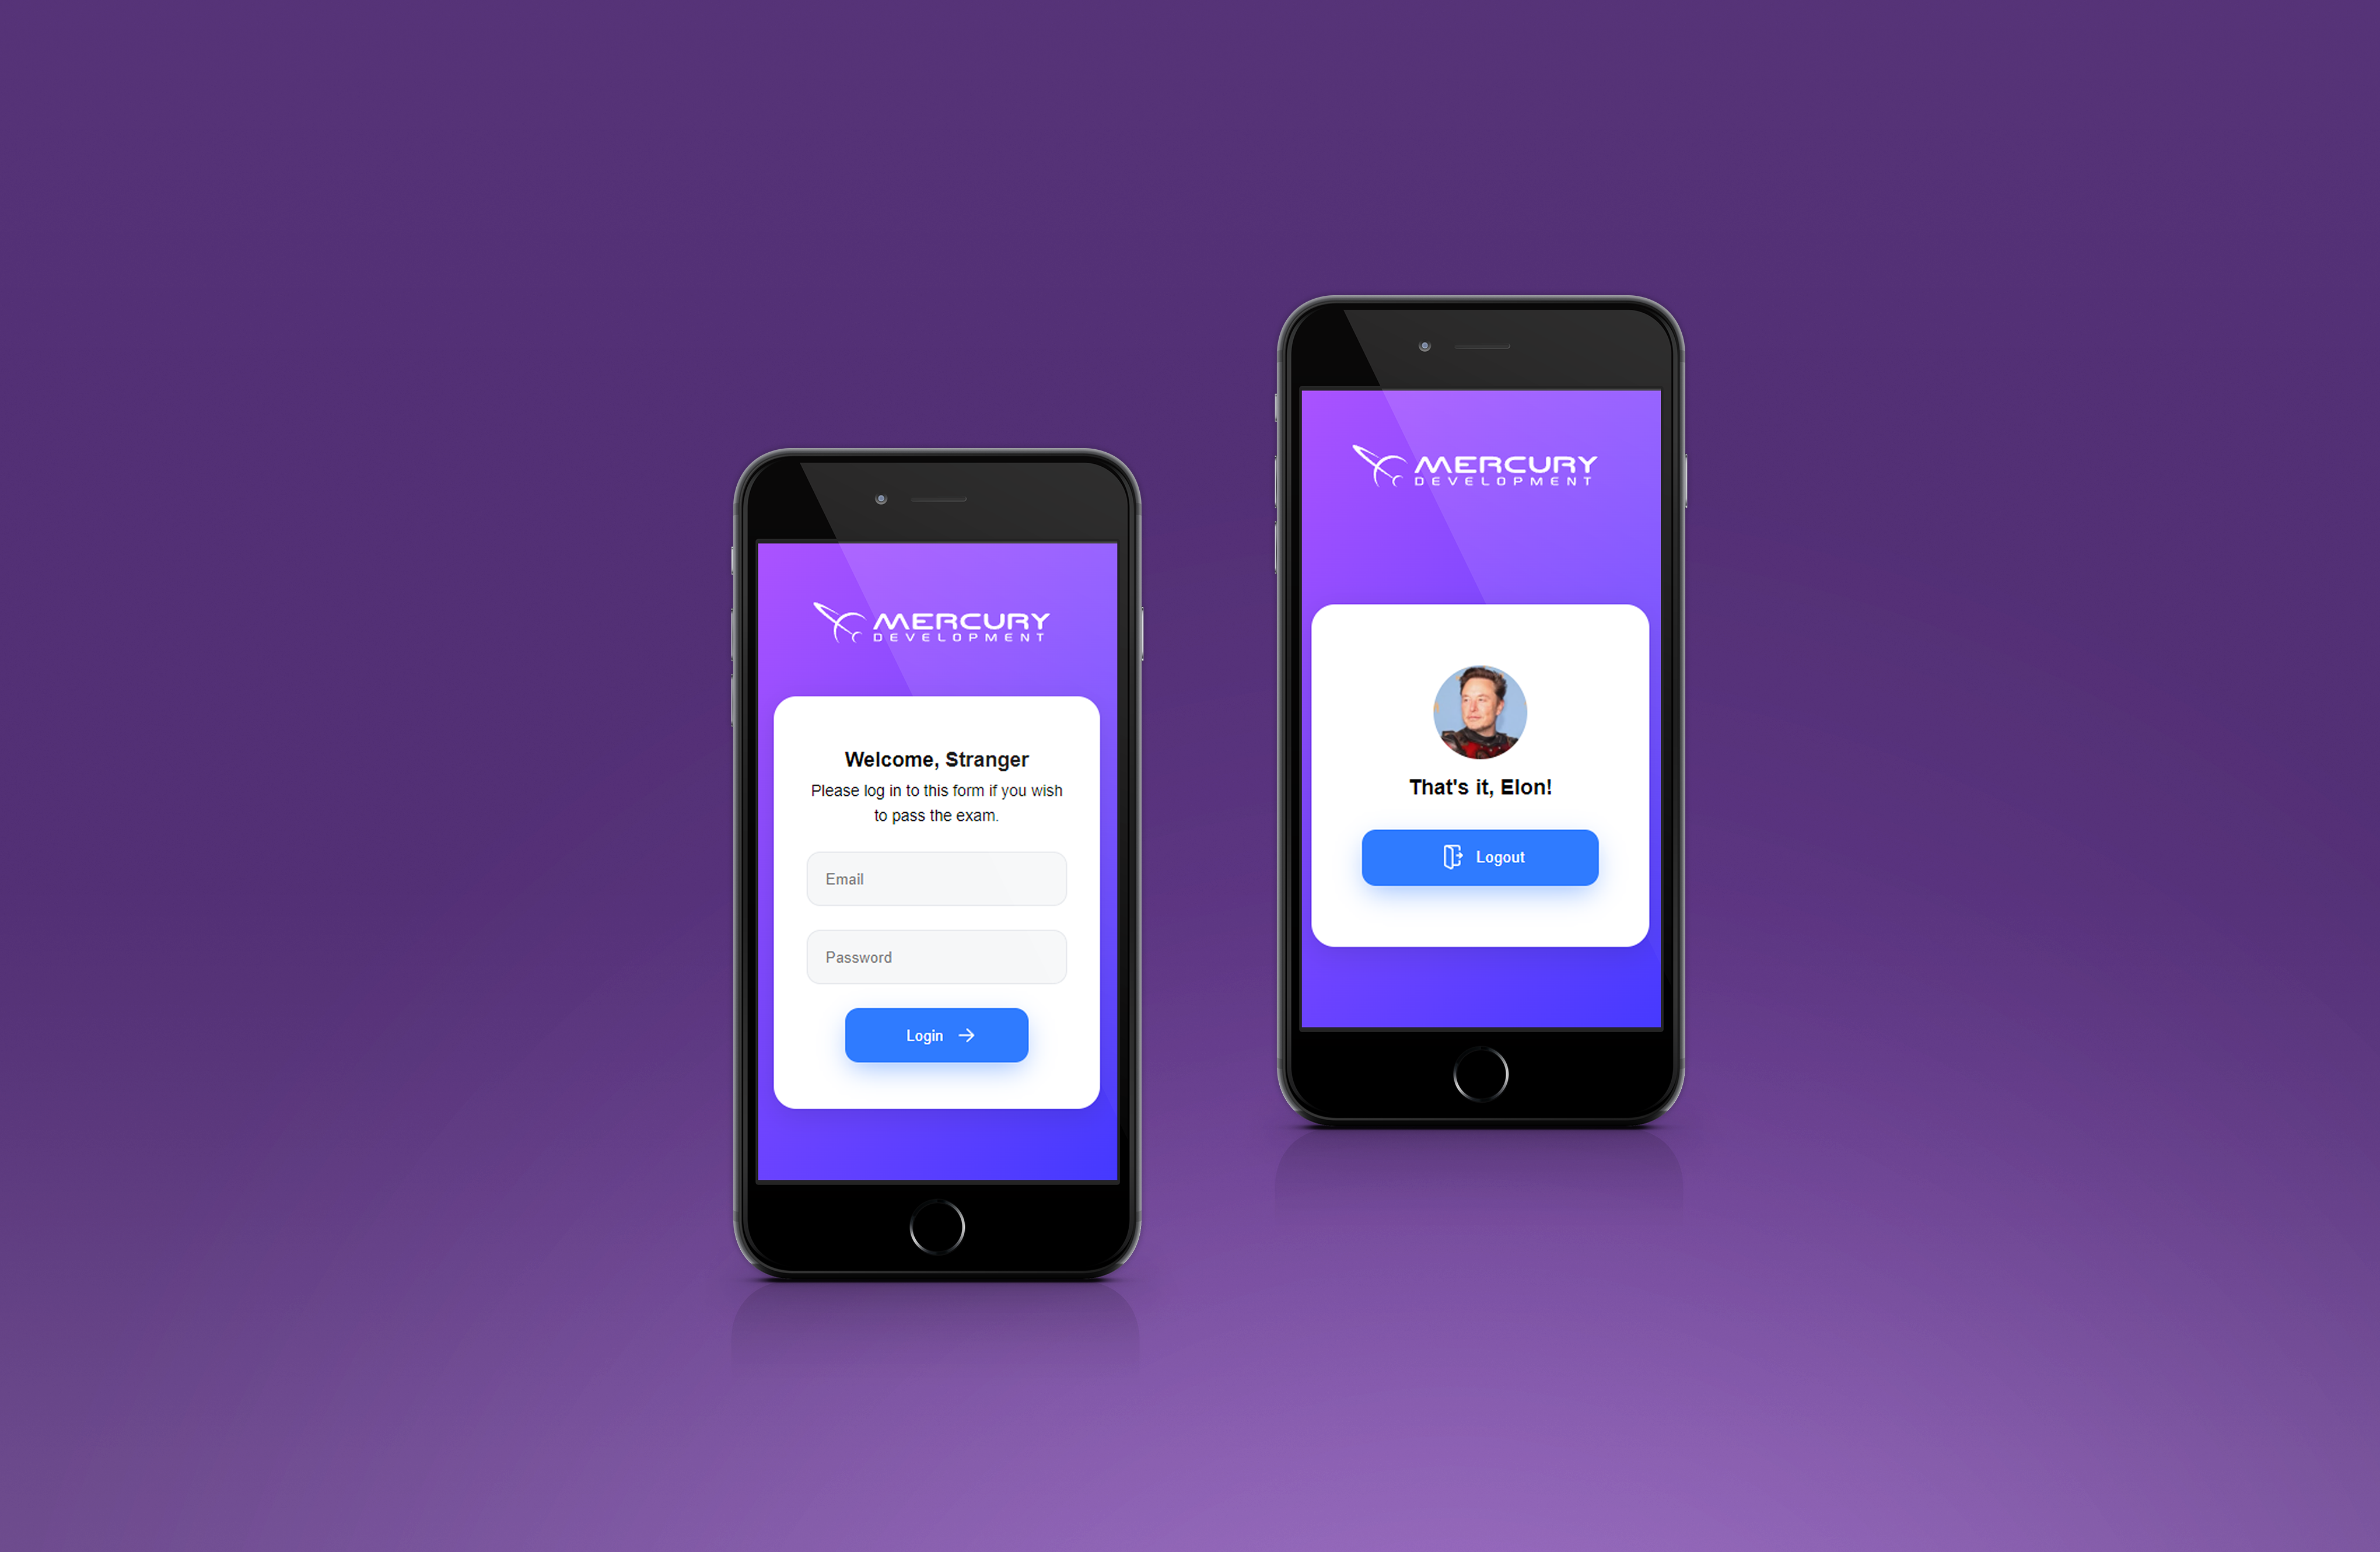 MERCURY
DEVELOPMENT
Welcome, Stranger
Please log in to this form if you wish
to pass the exam.
Email
Password
Login
MERCURY
DEVELOPMENT
That's it, Elon!
Logout